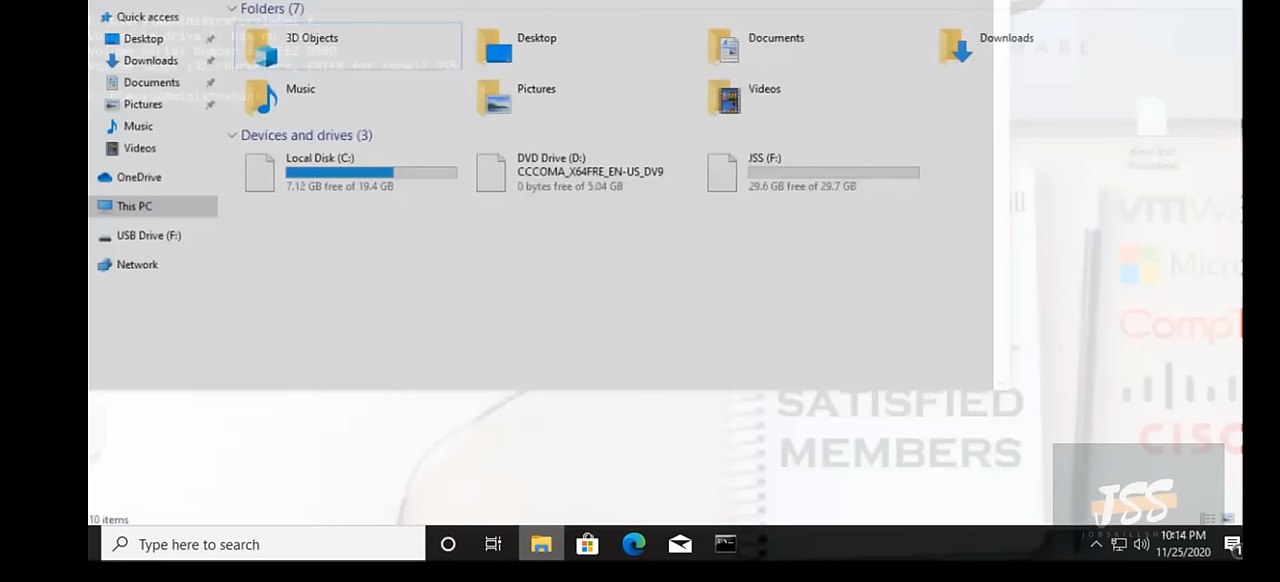 Quick access
Desktop
Downloads
Documents
Pictures
Music
Videos
OneDrive
This PC
USB Drive (F:)
Network
Folders (7)
3D Objects
Desktop
Documents
Downloads
Music
Pictures
Videos
Devices and drives (3)
Local Disk (C:)
7.12 GB free of 19.4 GB
DVD Drive (D:)
CCCOMA_X64FRE_EN-US_DV9
0 bytes free of 5.04 GB
JSS (F:)
29.6 GB free of 29.7 GB
SATISFIED
MEMBERS
JSS
10 items
Type here to search
10:14 PM
11/25/2020
1